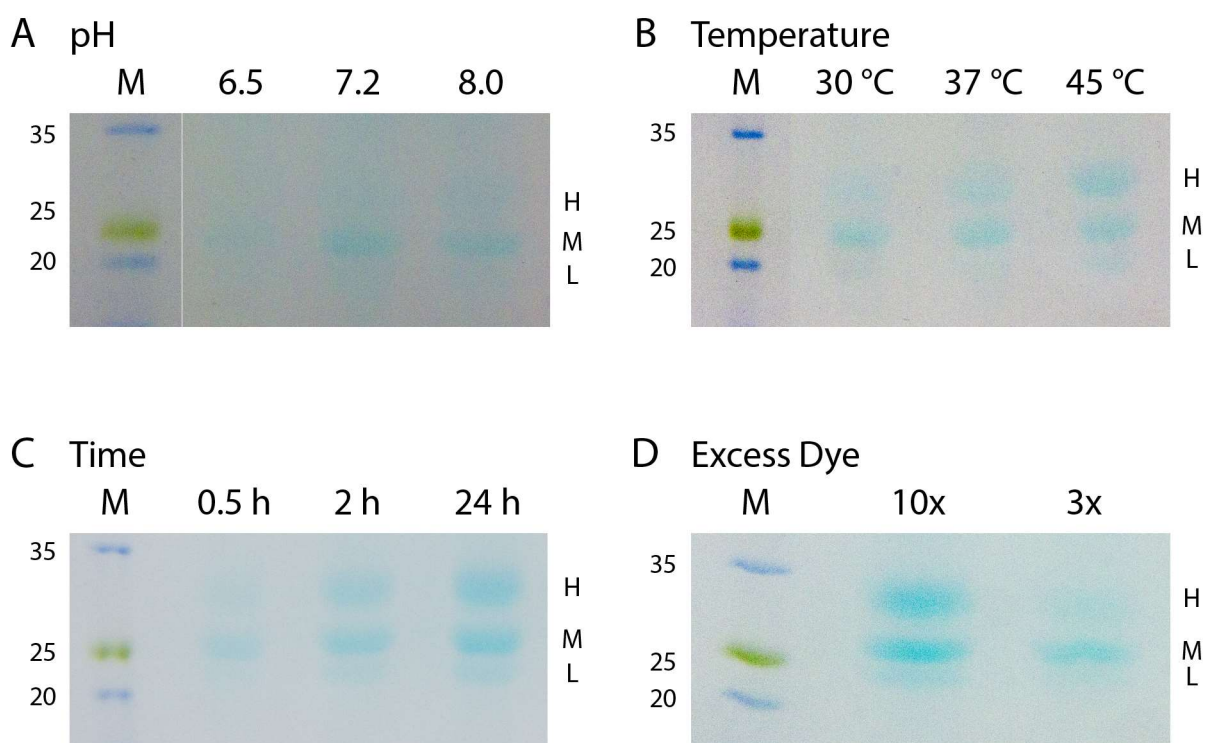 A pH
M 6.5 7.2 8.0
35
25
20
H
M
L
B Temperature
M 30 °C 37 °C 45 °C
35
25
20
H
M
L
C Time
M 0.5 h 2 h 24 h
35
25
20
H
M
L
D Excess Dye
M 10x 3x
35
25
20
H
M
L